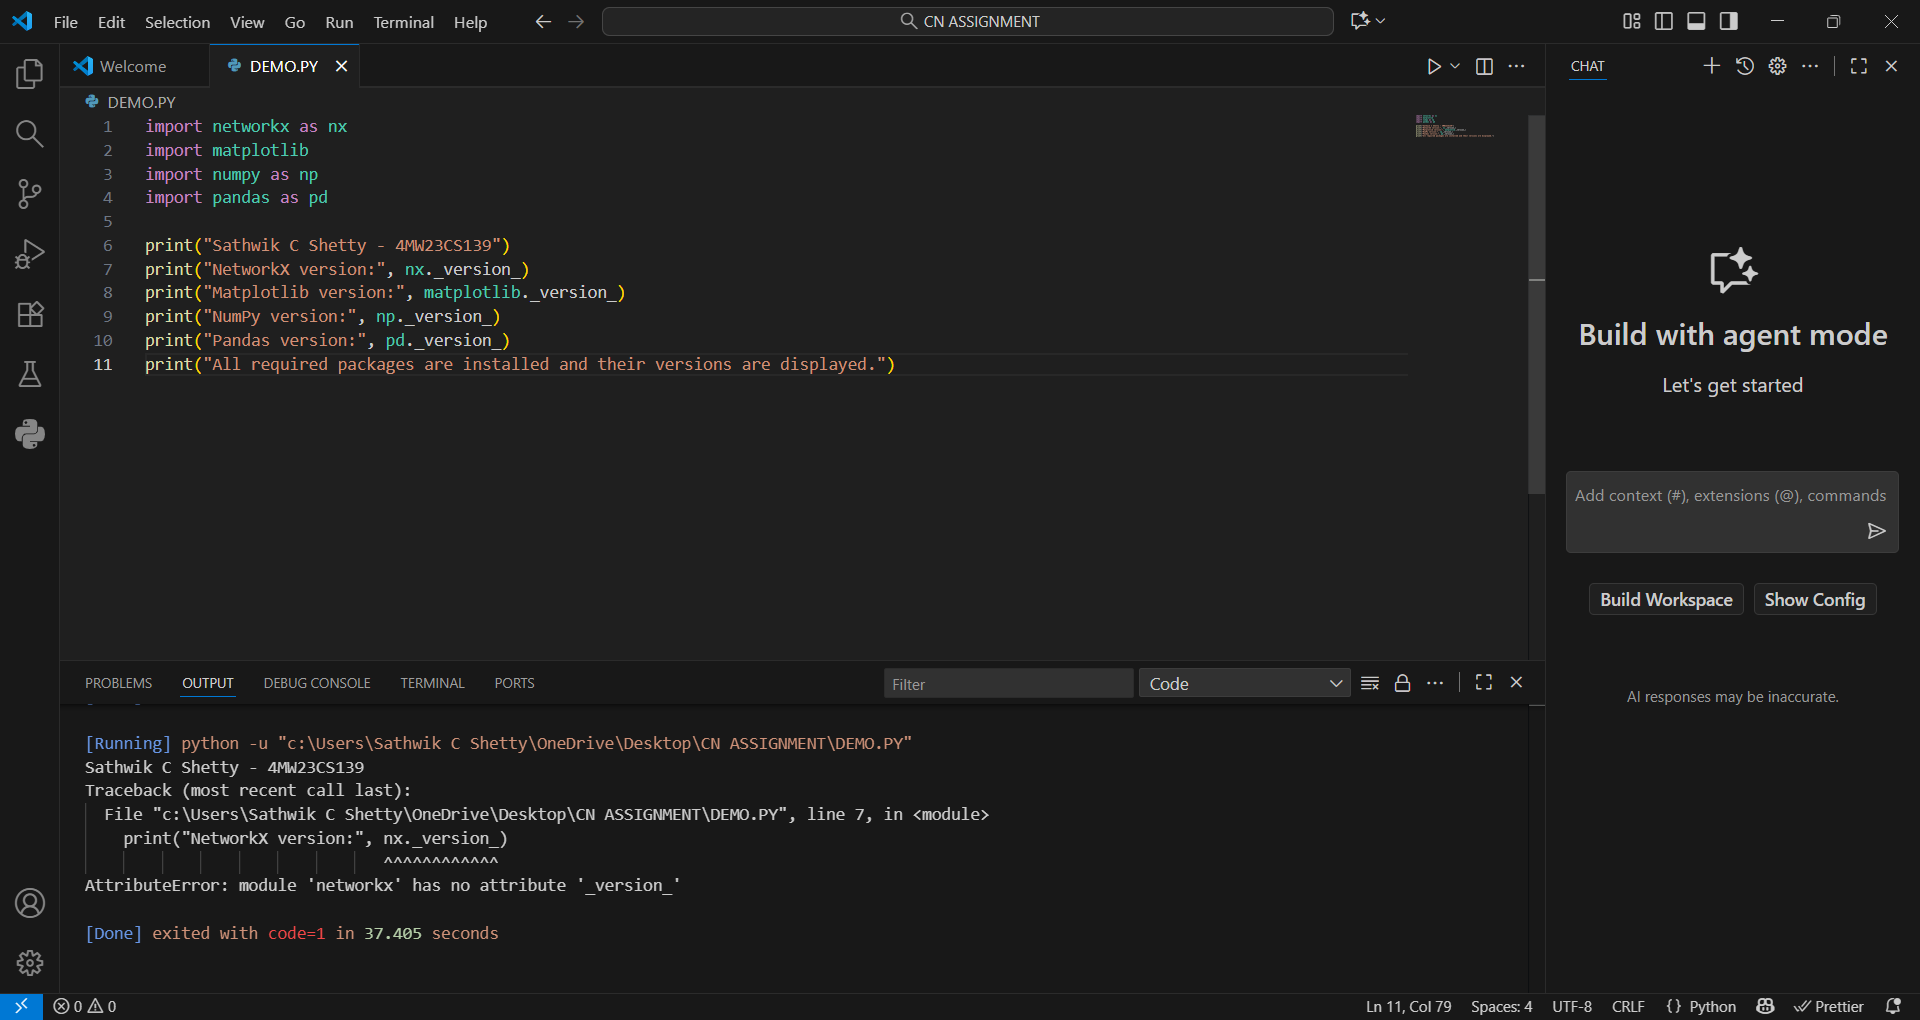 File Edit Selection View Go Run Terminal Help CN ASSIGNMENT
Welcome DEMO.PY
DEMO.PY
1 import networkx as nx
2 import matplotlib
3 import numpy as np
4 import pandas as pd
5
6 print("Sathwik C Shetty - 4MW23CS139")
7 print("NetworkX version:", nx._version_)
8 print("Matplotlib version:", matplotlib._version_)
9 print("NumPy version:", np._version_)
10 print("Pandas version:", pd._version_)
11 print("All required packages are installed and their versions are displayed.")
PROBLEMS OUTPUT DEBUG CONSOLE TERMINAL PORTS Filter Code
[Running] python -u "c:\Users\Sathwik C Shetty\OneDrive\Desktop\CN ASSIGNMENT\DEMO.PY"
Sathwik C Shetty - 4MW23CS139
Traceback (most recent call last):
File "c:\Users\Sathwik C Shetty\OneDrive\Desktop\CN ASSIGNMENT\DEMO.PY", line 7, in <module>
print("NetworkX version:", nx._version_)
^^^^^^^^^^^^
AttributeError: module 'networkx' has no attribute '_version_'
[Done] exited with code=1 in 37.405 seconds
CHAT
Build with agent mode
Let's get started
Add context (#), extensions (@), commands
Build Workspace Show Config
AI responses may be inaccurate.
0 0 Ln 11, Col 79 Spaces: 4 UTF-8 CRLF {} Python Prettier